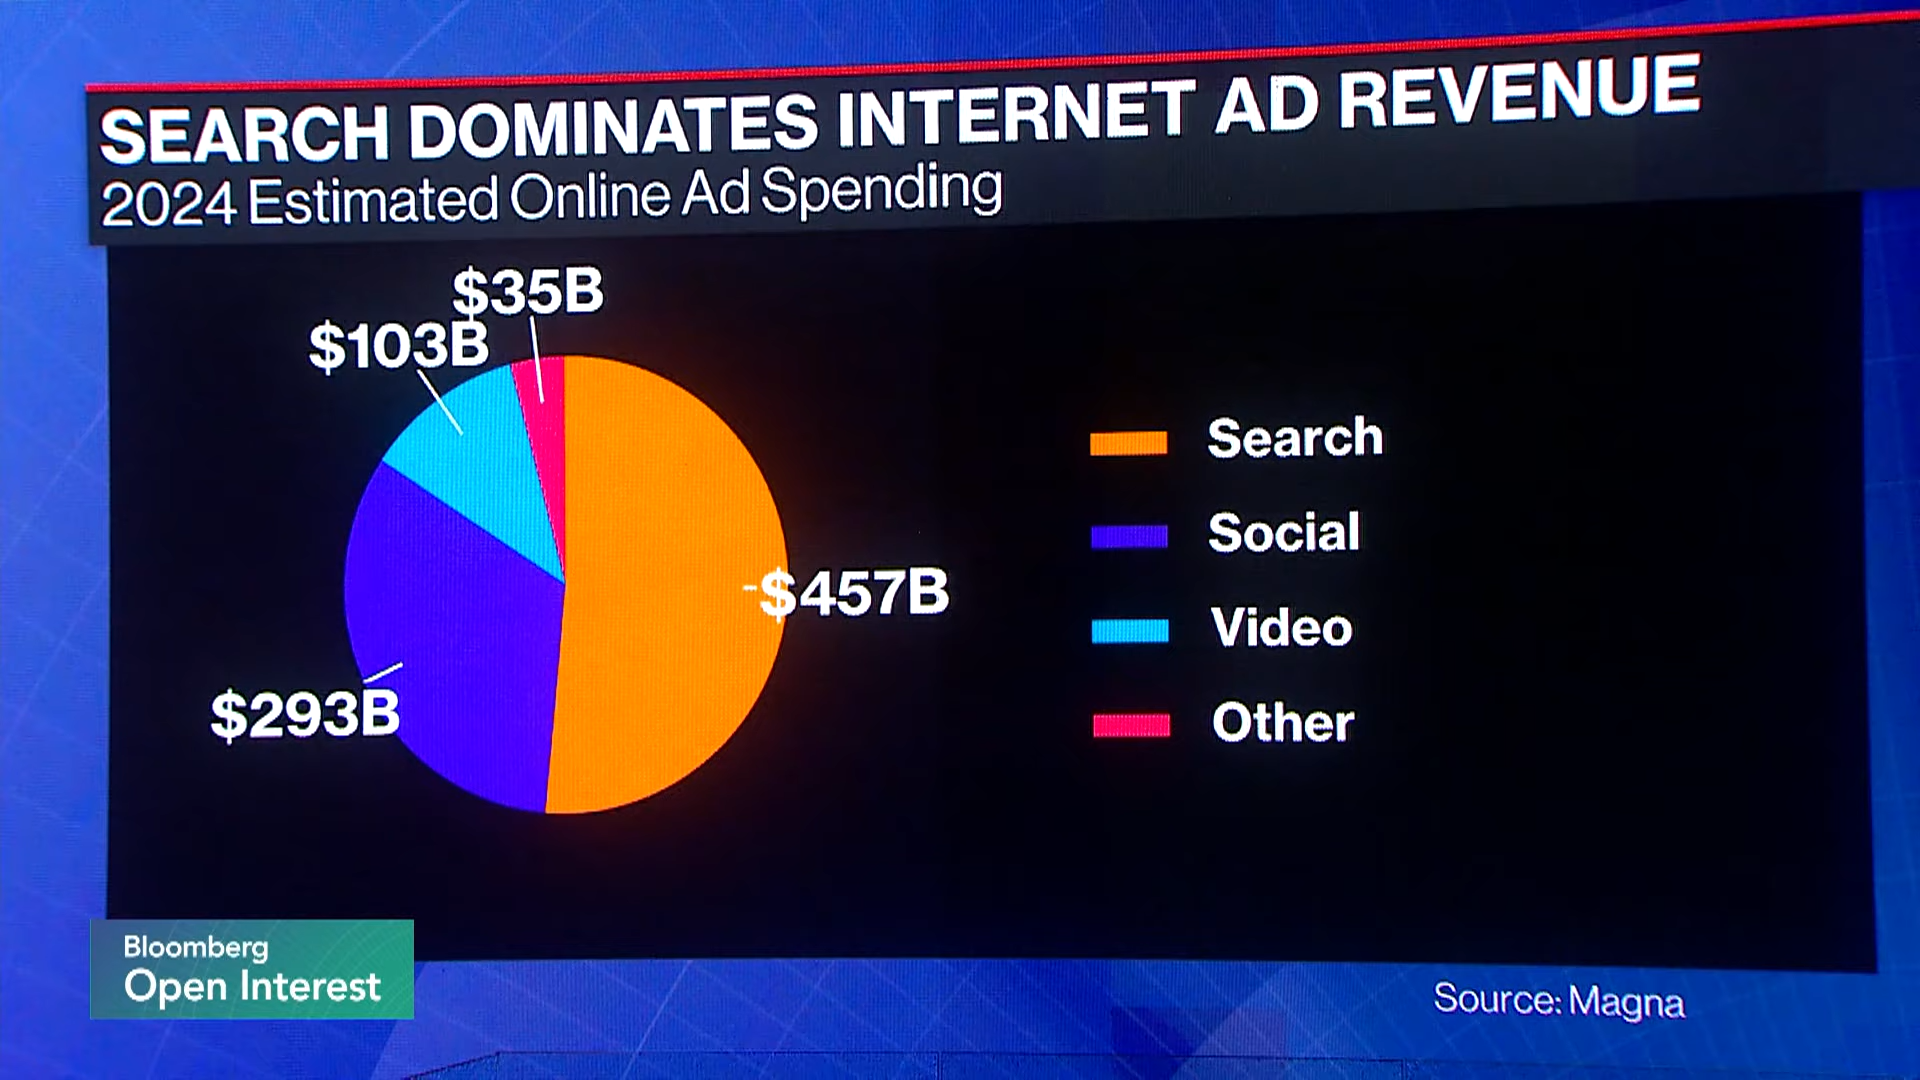 SEARCH DOMINATES INTERNET AD REVENUE
2024 Estimated Online Ad Spending
$35B
$103B
$457B
$293B
Search
Social
Video
Other
Bloomberg
Open Interest
Source: Magna